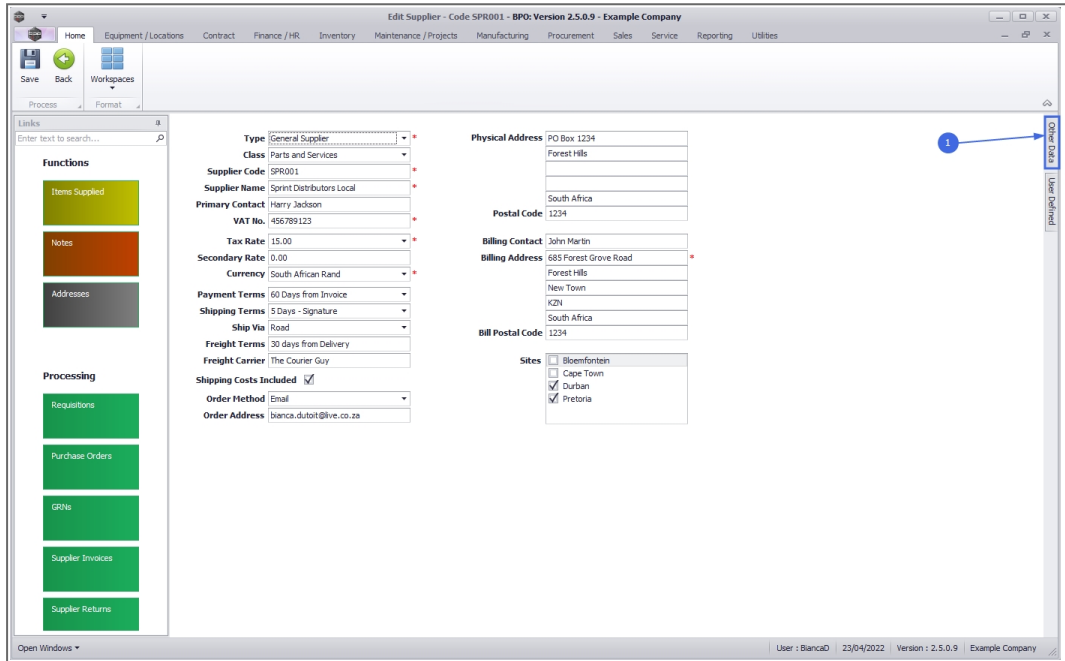 Edit Supplier - Code SPR001 - BPO: Version 2.5.0.9 - Example Company
Home Equipment / Locations Contract Finance / HR Inventory Maintenance / Projects Manufacturing Procurement Sales Service Reporting Utilities
Save Back Workspaces
Process Format
Links
Enter text to search...
Functions
Items Supplied
Notes
Addresses
Processing
Requisitions
Purchase Orders
GRNs
Supplier Invoices
Supplier Returns
Type General Supplier *
Class Parts and Services
Supplier Code SPR001 *
Supplier Name Sprint Distributors Local *
Primary Contact Harry Jackson
VAT No. 456789123 *
Tax Rate 15.00 *
Secondary Rate 0.00
Currency South African Rand *
Payment Terms 60 Days from Invoice
Shipping Terms 5 Days - Signature
Ship Via Road
Freight Terms 30 days from Delivery
Freight Carrier The Courier Guy
Shipping Costs Included
Order Method Email
Order Address bianca.dutoit@live.co.za
Physical Address PO Box 1234
Forest Hills
South Africa
Postal Code 1234
Billing Contact John Martin
Billing Address 685 Forest Grove Road *
Forest Hills
New Town
KZN
South Africa
Bill Postal Code 1234
Sites Bloemfontein
Cape Town
Durban
Pretoria
1
Other Data
User Defined
Open Windows
User : BiancaD 23/04/2022 Version : 2.5.0.9 Example Company